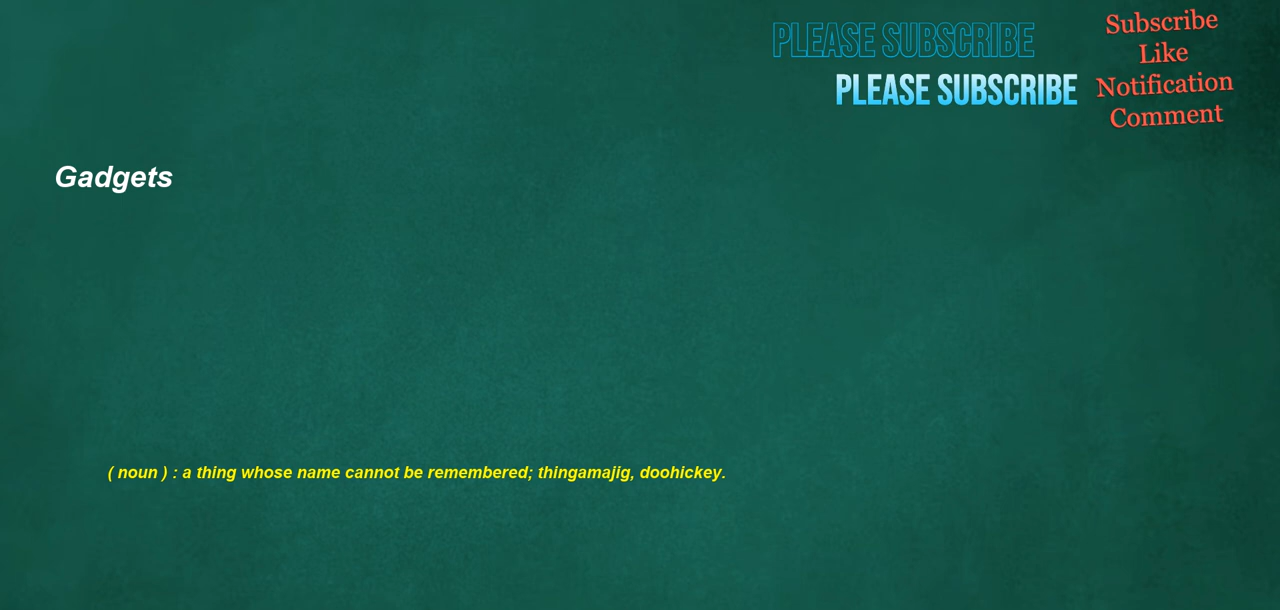 PLEASE SUBSCRIBE
PLEASE SUBSCRIBE
Subscribe
Like
Notification
Comment
Gadgets
( noun ) : a thing whose name cannot be remembered; thingamajig, doohickey.